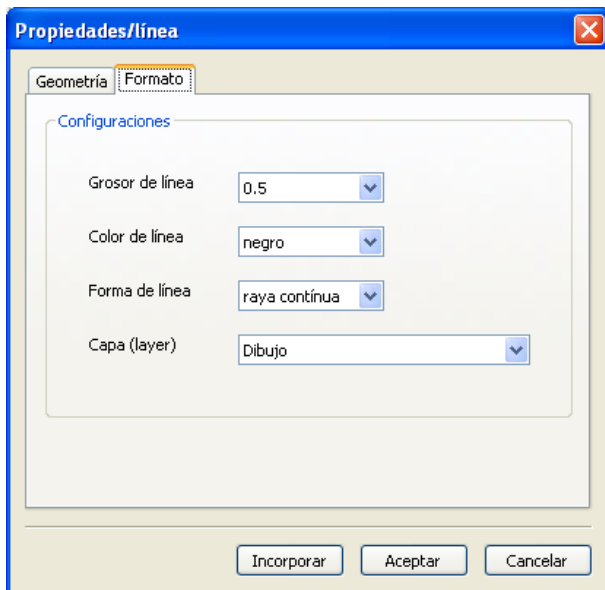 Propiedades/línea
Geometría Formato
Configuraciones
Grosor de línea 0.5
Color de línea negro
Forma de línea raya contínua
Capa (layer) Dibujo
Incorporar Aceptar Cancelar